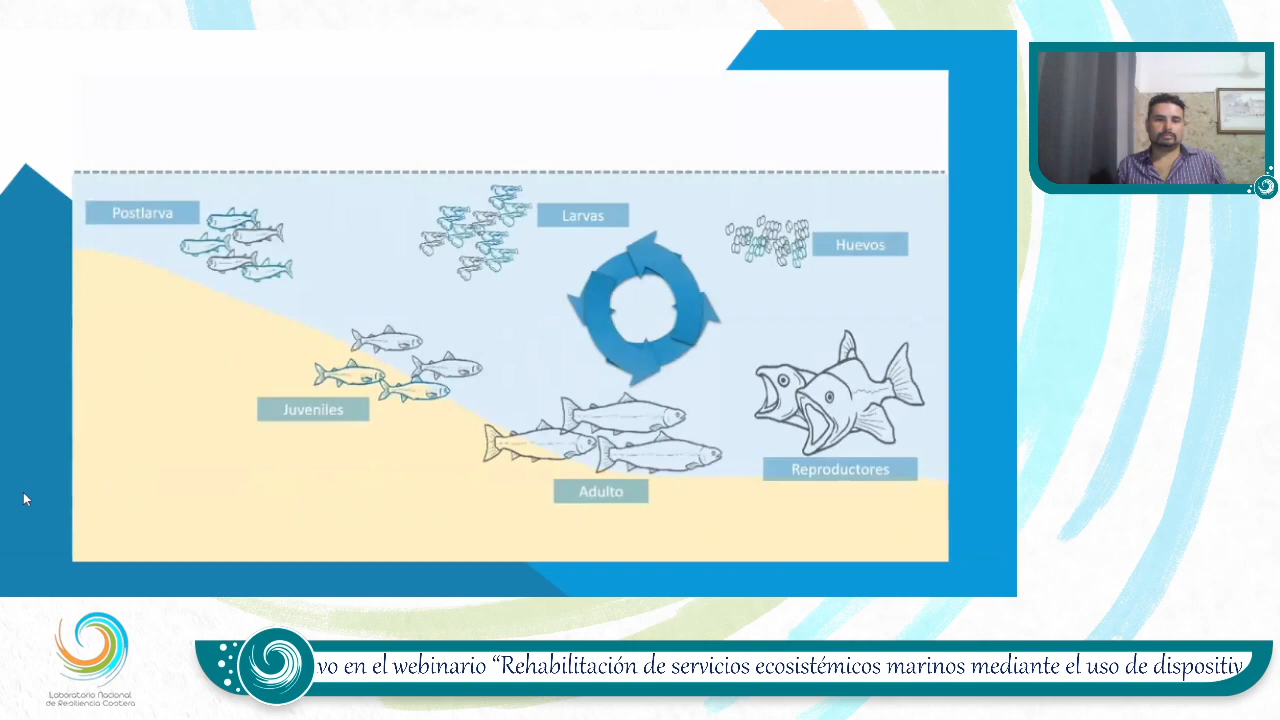 Postlarva
Larvas
Huevos
Juveniles
Adulto
Reproductores
vo en el webinario “Rehabilitación de servicios ecosistémicos marinos mediante el uso de dispositiv
Laboratorio Nacional
de Resiliencia Costera